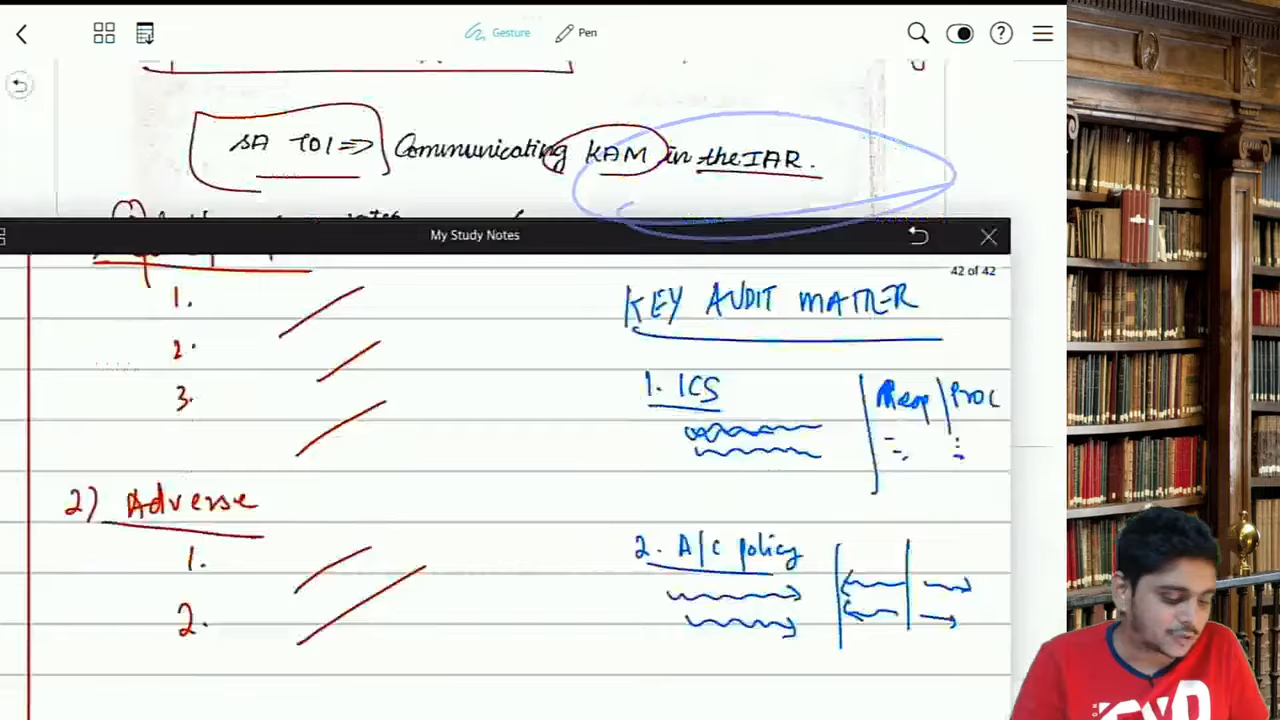 Gesture
Pen
SA 701 => Communicating KAM in the IAR.
My Study Notes
42 of 42
1.
2.
3.
2) Adverse
1.
2.
KEY AUDIT MATTER
1. ICS
Resp | PROC
2. A/C policy